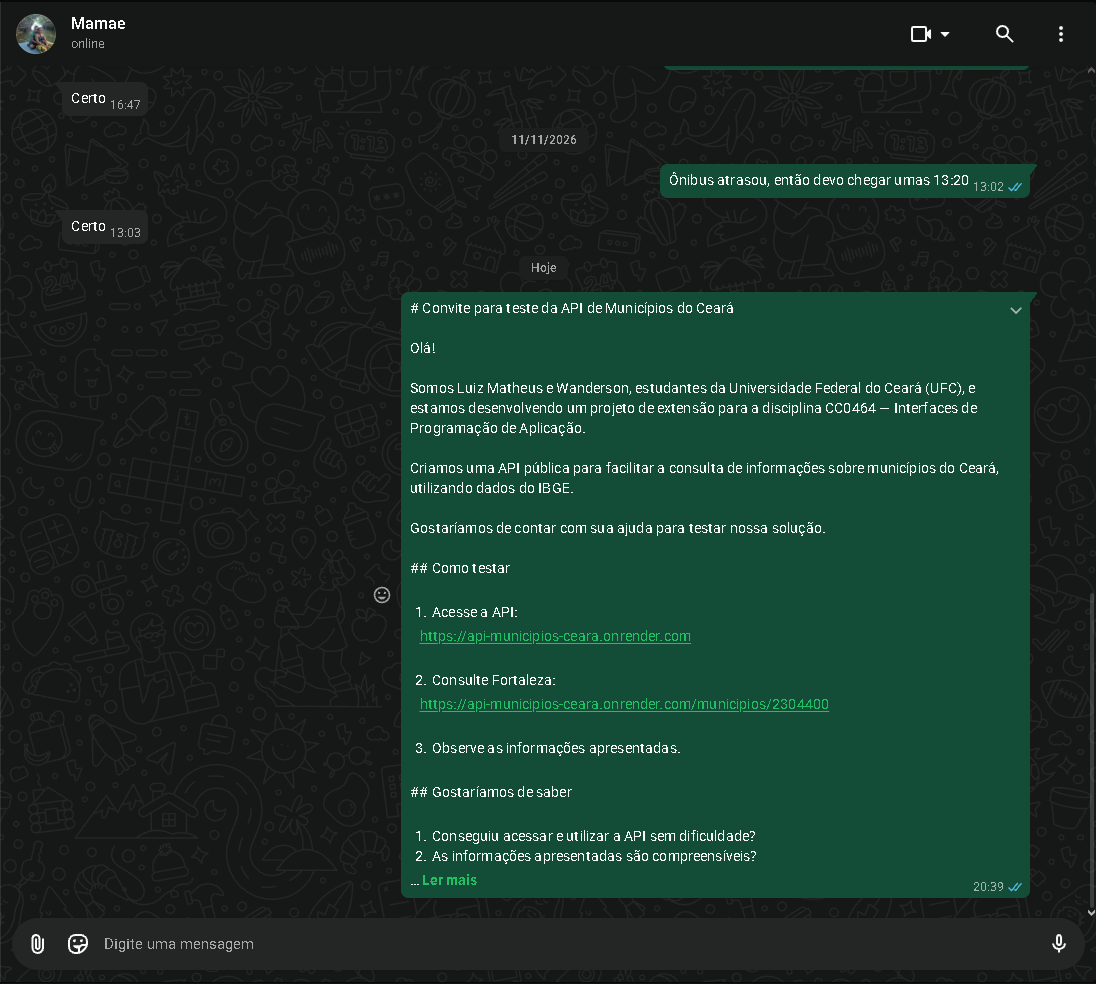 Mamae
online
Certo 16:47
11/11/2026
Ônibus atrasou, então devo chegar umas 13:20 13:02
Certo 13:03
Hoje
# Convite para teste da API de Municípios do Ceará
Olá!
Somos Luiz Matheus e Wanderson, estudantes da Universidade Federal do Ceará (UFC), e
estamos desenvolvendo um projeto de extensão para a disciplina CC0464 — Interfaces de
Programação de Aplicação.
Criamos uma API pública para facilitar a consulta de informações sobre municípios do Ceará,
utilizando dados do IBGE.
Gostaríamos de contar com sua ajuda para testar nossa solução.
## Como testar
1. Acesse a API:
https://api-municipios-ceara.onrender.com
2. Consulte Fortaleza:
https://api-municipios-ceara.onrender.com/municipios/2304400
3. Observe as informações apresentadas.
## Gostaríamos de saber
1. Conseguiu acessar e utilizar a API sem dificuldade?
2. As informações apresentadas são compreensíveis?
... Ler mais
20:39
Digite uma mensagem